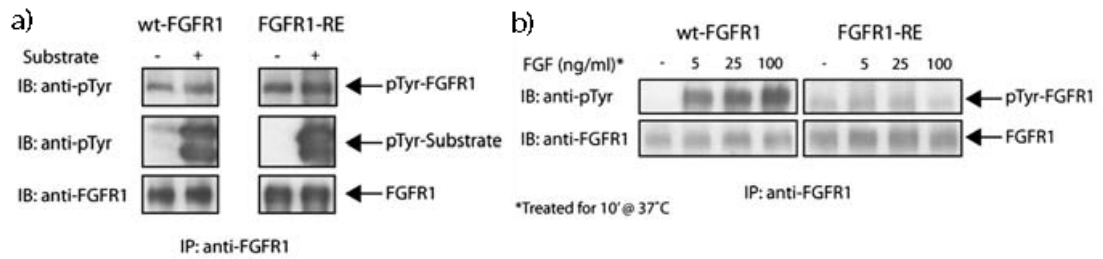 a)
wt-FGFR1 FGFR1-RE
Substrate - + - +
IB: anti-pTyr pTyr-FGFR1
IB: anti-pTyr pTyr-Substrate
IB: anti-FGFR1 FGFR1
IP: anti-FGFR1
b)
wt-FGFR1 FGFR1-RE
FGF (ng/ml)* - 5 25 100 - 5 25 100
IB: anti-pTyr pTyr-FGFR1
IB: anti-FGFR1 FGFR1
IP: anti-FGFR1
*Treated for 10'@ 37˚C